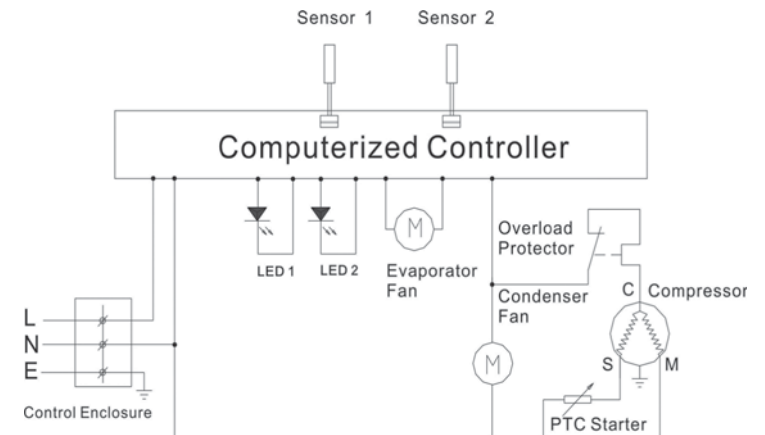 Sensor 1 Sensor 2
Computerized Controller
LED 1 LED 2 Evaporator
Fan
M
Overload
Protector
Condenser
Fan
C Compressor
L
N
E
M
S M
Control Enclosure
PTC Starter